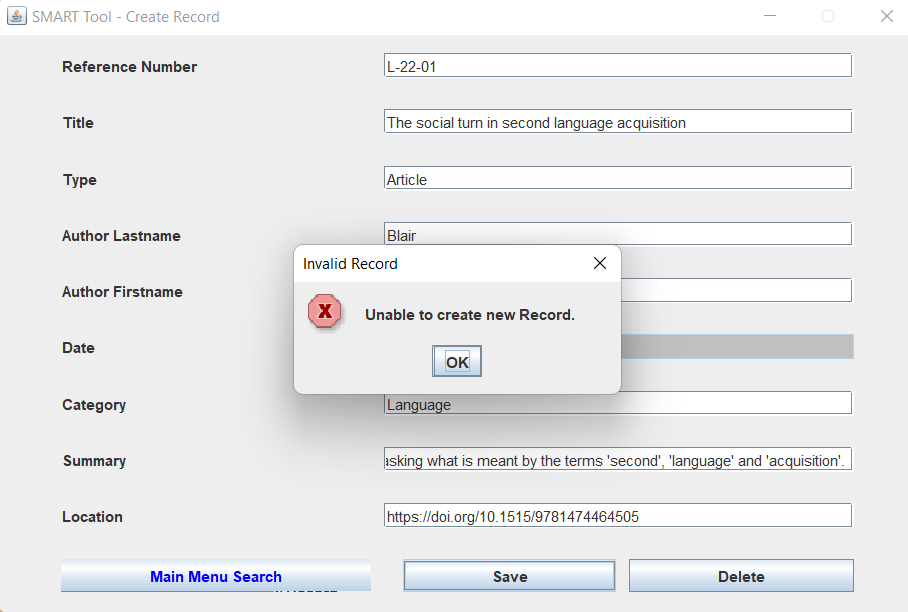 SMART Tool - Create Record
Reference Number L-22-01
Title The social turn in second language acquisition
Type Article
Author Lastname Blair
Author Firstname
Date
Category Language
Summary asking what is meant by the terms 'second', 'language' and 'acquisition'.
Location https://doi.org/10.1515/9781474464505
Invalid Record
X
Unable to create new Record.
OK
Main Menu Search Save Delete